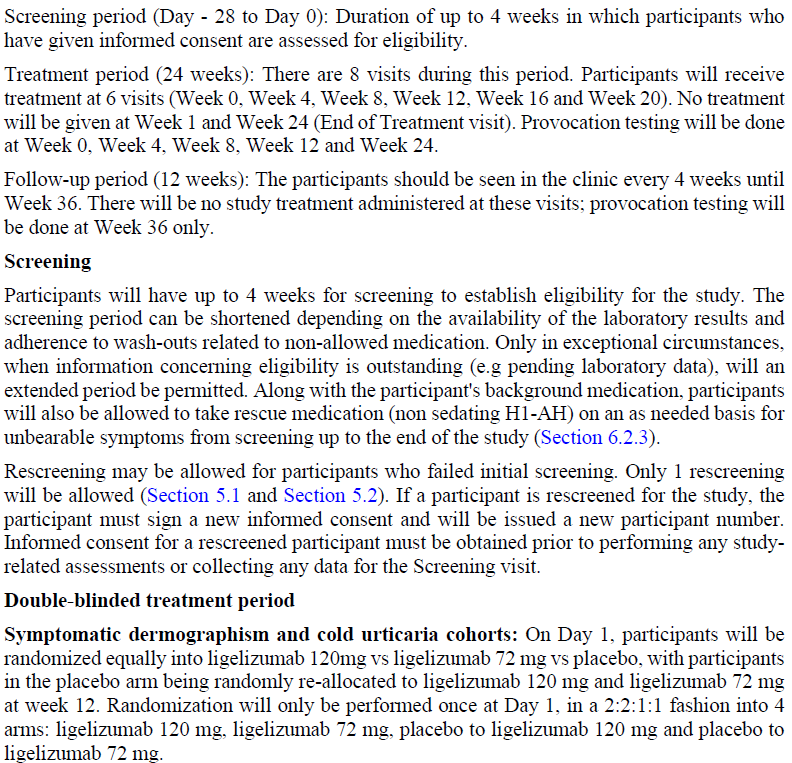 Screening period (Day - 28 to Day 0): Duration of up to 4 weeks in which participants who
have given informed consent are assessed for eligibility.
Treatment period (24 weeks): There are 8 visits during this period. Participants will receive
treatment at 6 visits (Week 0, Week 4, Week 8, Week 12, Week 16 and Week 20). No treatment
will be given at Week 1 and Week 24 (End of Treatment visit). Provocation testing will be done
at Week 0, Week 4, Week 8, Week 12 and Week 24.
Follow-up period (12 weeks): The participants should be seen in the clinic every 4 weeks until
Week 36. There will be no study treatment administered at these visits; provocation testing will
be done at Week 36 only.
Screening
Participants will have up to 4 weeks for screening to establish eligibility for the study. The
screening period can be shortened depending on the availability of the laboratory results and
adherence to wash-outs related to non-allowed medication. Only in exceptional circumstances,
when information concerning eligibility is outstanding (e.g pending laboratory data), will an
extended period be permitted. Along with the participant's background medication, participants
will also be allowed to take rescue medication (non sedating H1-AH) on an as needed basis for
unbearable symptoms from screening up to the end of the study (Section 6.2.3).
Rescreening may be allowed for participants who failed initial screening. Only 1 rescreening
will be allowed (Section 5.1 and Section 5.2). If a participant is rescreened for the study, the
participant must sign a new informed consent and will be issued a new participant number.
Informed consent for a rescreened participant must be obtained prior to performing any study-
related assessments or collecting any data for the Screening visit.
Double-blinded treatment period
Symptomatic dermographism and cold urticaria cohorts: On Day 1, participants will be
randomized equally into ligelizumab 120mg vs ligelizumab 72 mg vs placebo, with participants
in the placebo arm being randomly re-allocated to ligelizumab 120 mg and ligelizumab 72 mg
at week 12. Randomization will only be performed once at Day 1, in a 2:2:1:1 fashion into 4
arms: ligelizumab 120 mg, ligelizumab 72 mg, placebo to ligelizumab 120 mg and placebo to
ligelizumab 72 mg.